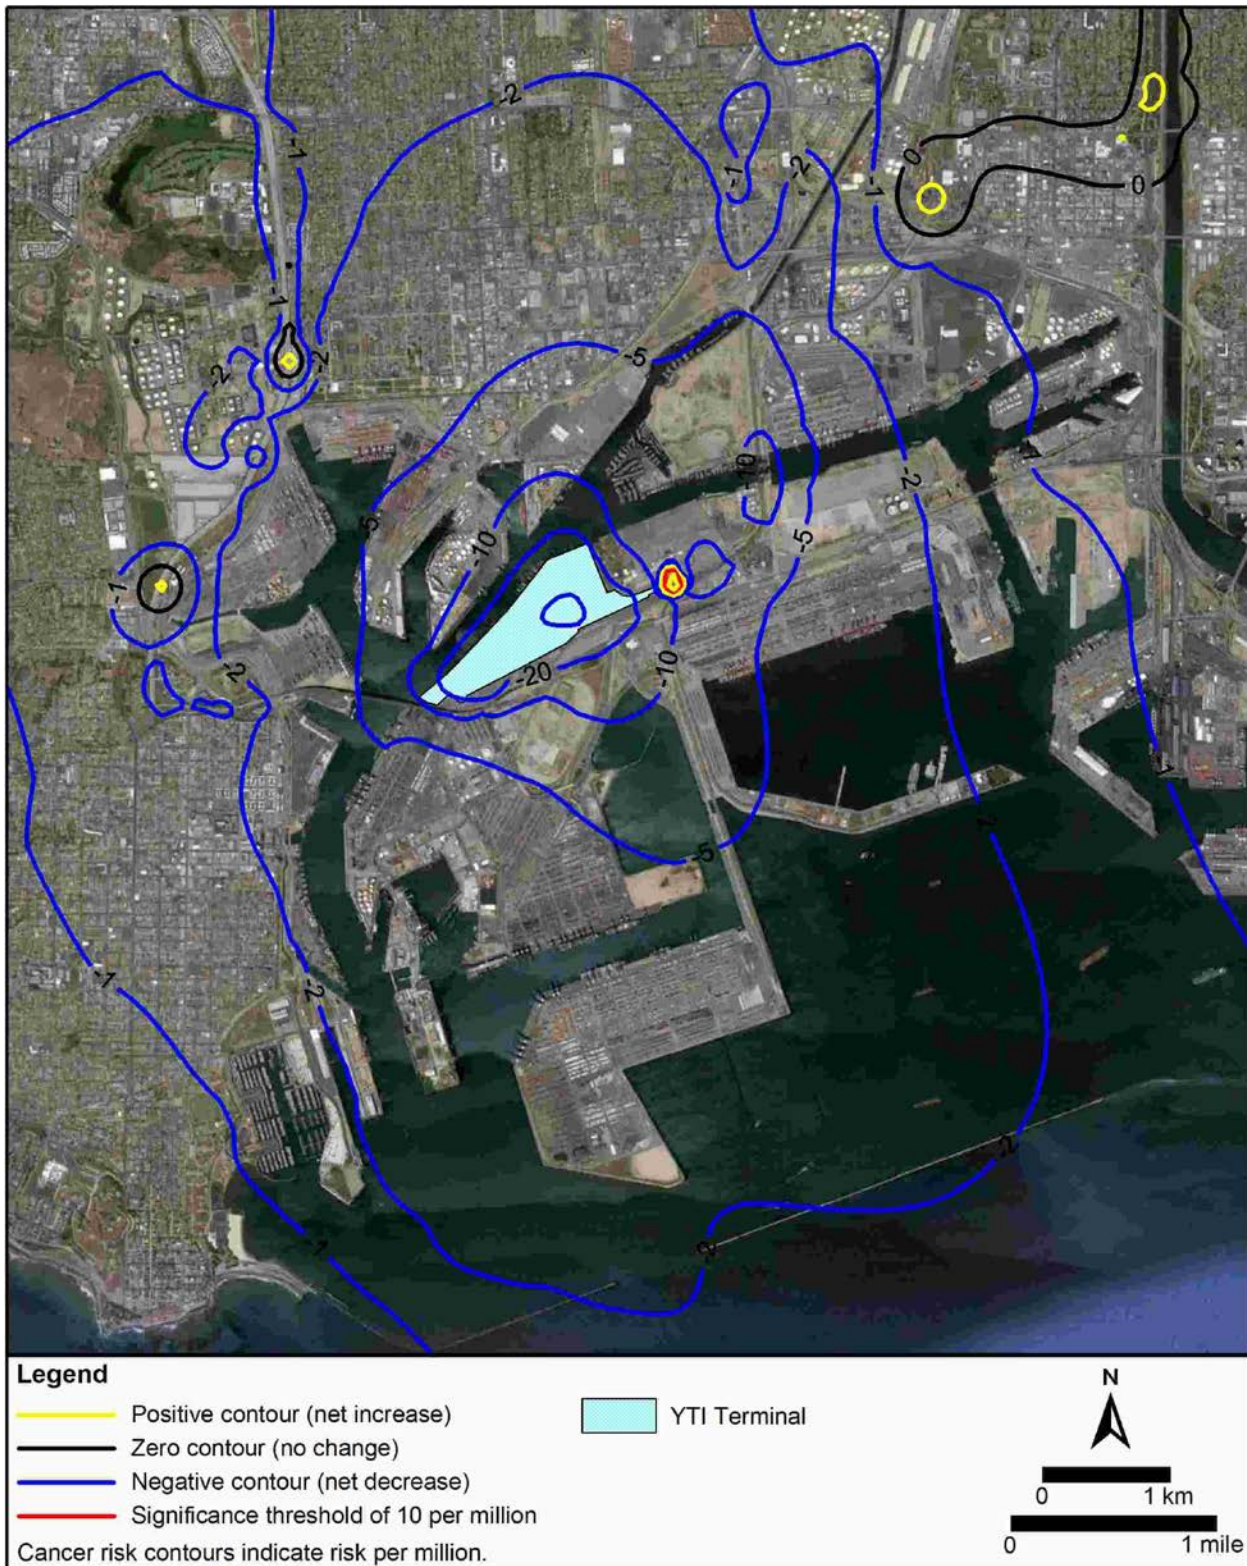 -2
-1
-1
-2
0
-1
0
-1
-2
-2
-5
-10
-2
-1
-5
-10
-5
-1
-10
-20
-2
-1
-5
-2
-1
-2
-2
-1
-2
Legend
Positive contour (net increase)
Zero contour (no change)
Negative contour (net decrease)
Significance threshold of 10 per million
Cancer risk contours indicate risk per million.
YTI Terminal
N
0 1 km
0 1 mile